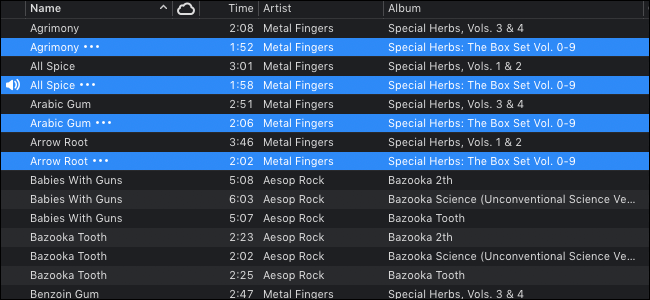 Name Time Artist Album
Agrimony 2:08 Metal Fingers Special Herbs, Vols. 3 & 4
Agrimony ••• 1:52 Metal Fingers Special Herbs: The Box Set Vol. 0-9
All Spice 3:01 Metal Fingers Special Herbs, Vols. 1 & 2
All Spice ••• 1:58 Metal Fingers Special Herbs: The Box Set Vol. 0-9
Arabic Gum 2:51 Metal Fingers Special Herbs, Vols. 3 & 4
Arabic Gum ••• 2:06 Metal Fingers Special Herbs: The Box Set Vol. 0-9
Arrow Root 3:46 Metal Fingers Special Herbs, Vols. 1 & 2
Arrow Root ••• 2:02 Metal Fingers Special Herbs: The Box Set Vol. 0-9
Babies With Guns 5:08 Aesop Rock Bazooka 2th
Babies With Guns 6:03 Aesop Rock Bazooka Science (Unconventional Science Ve...
Babies With Guns 5:07 Aesop Rock Bazooka Tooth
Bazooka Tooth 2:23 Aesop Rock Bazooka 2th
Bazooka Tooth 2:02 Aesop Rock Bazooka Science (Unconventional Science Ve...
Bazooka Tooth 2:25 Aesop Rock Bazooka Tooth
Benzoin Gum 2:47 Metal Fingers Special Herbs, Vols. 3 & 4